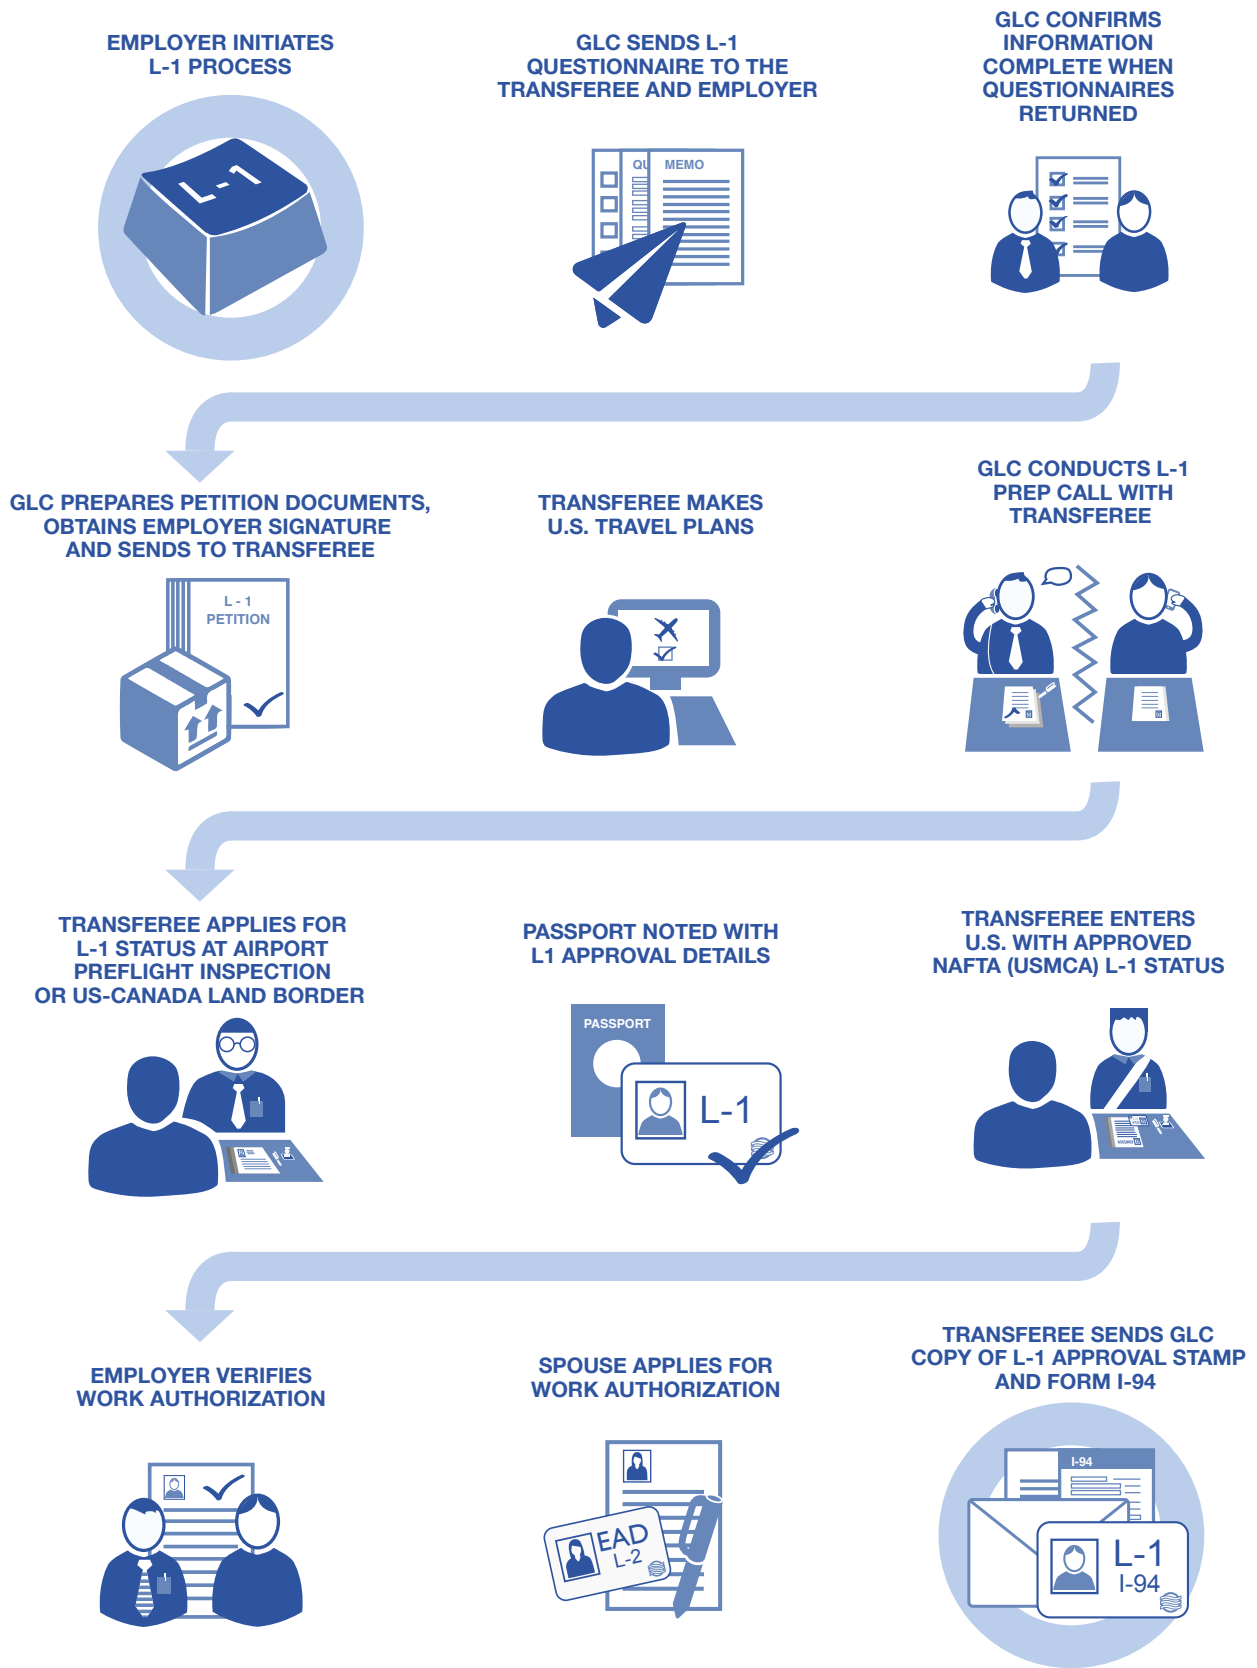 EMPLOYER INITIATES
L-1 PROCESS
L-1
GLC SENDS L-1
QUESTIONNAIRE TO THE
TRANSFEREE AND EMPLOYER
QU
MEMO
GLC CONFIRMS
INFORMATION
COMPLETE WHEN
QUESTIONNAIRES
RETURNED
GLC PREPARES PETITION DOCUMENTS,
OBTAINS EMPLOYER SIGNATURE
AND SENDS TO TRANSFEREE
L - 1
PETITION
TRANSFEREE MAKES
U.S. TRAVEL PLANS
GLC CONDUCTS L-1
PREP CALL WITH
TRANSFEREE
TRANSFEREE APPLIES FOR
L-1 STATUS AT AIRPORT
PREFLIGHT INSPECTION
OR US-CANADA LAND BORDER
PASSPORT NOTED WITH
L1 APPROVAL DETAILS
PASSPORT
L-1
TRANSFEREE ENTERS
U.S. WITH APPROVED
NAFTA (USMCA) L-1 STATUS
EMPLOYER VERIFIES
WORK AUTHORIZATION
SPOUSE APPLIES FOR
WORK AUTHORIZATION
EAD
L-2
TRANSFEREE SENDS GLC
COPY OF L-1 APPROVAL STAMP
AND FORM I-94
I-94
L-1
I-94